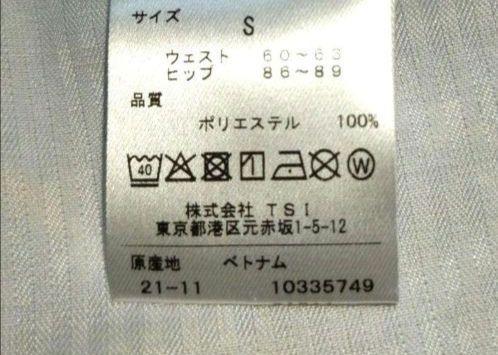 サイズ
S
ウェスト 60~63
ヒップ 86~89
品質
ポリエステル 100%
40 W
株式会社 TSI
東京都港区元赤坂1-5-12
原産地 ベトナム
21-11 10335749